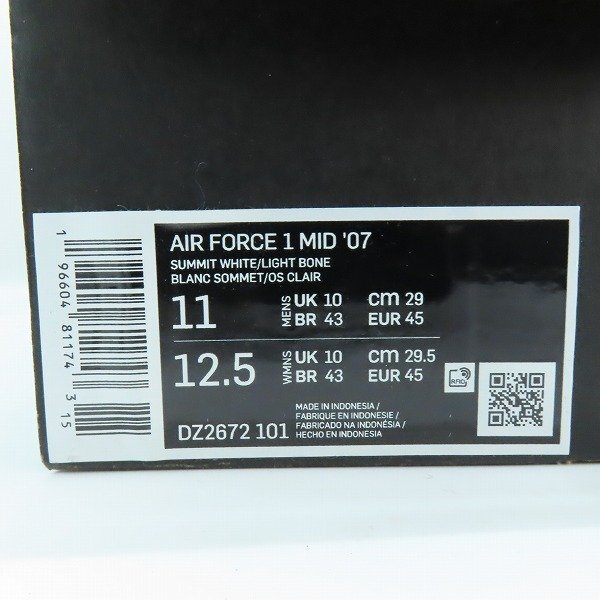 AIR FORCE 1 MID '07
SUMMIT WHITE/LIGHT BONE
BLANC SOMMET/OS CLAIR
11 MENS UK 10 cm 29
BR 43 EUR 45
12.5 WMNS UK 10 cm 29.5
BR 43 EUR 45
RFID
DZ2672 101
MADE IN INDONESIA/
FABRIQUE EN INDONESIE/
FABRICADO NA INDONÉSIA/
HECHO EN INDONESIA
1 96604 81174 3 15